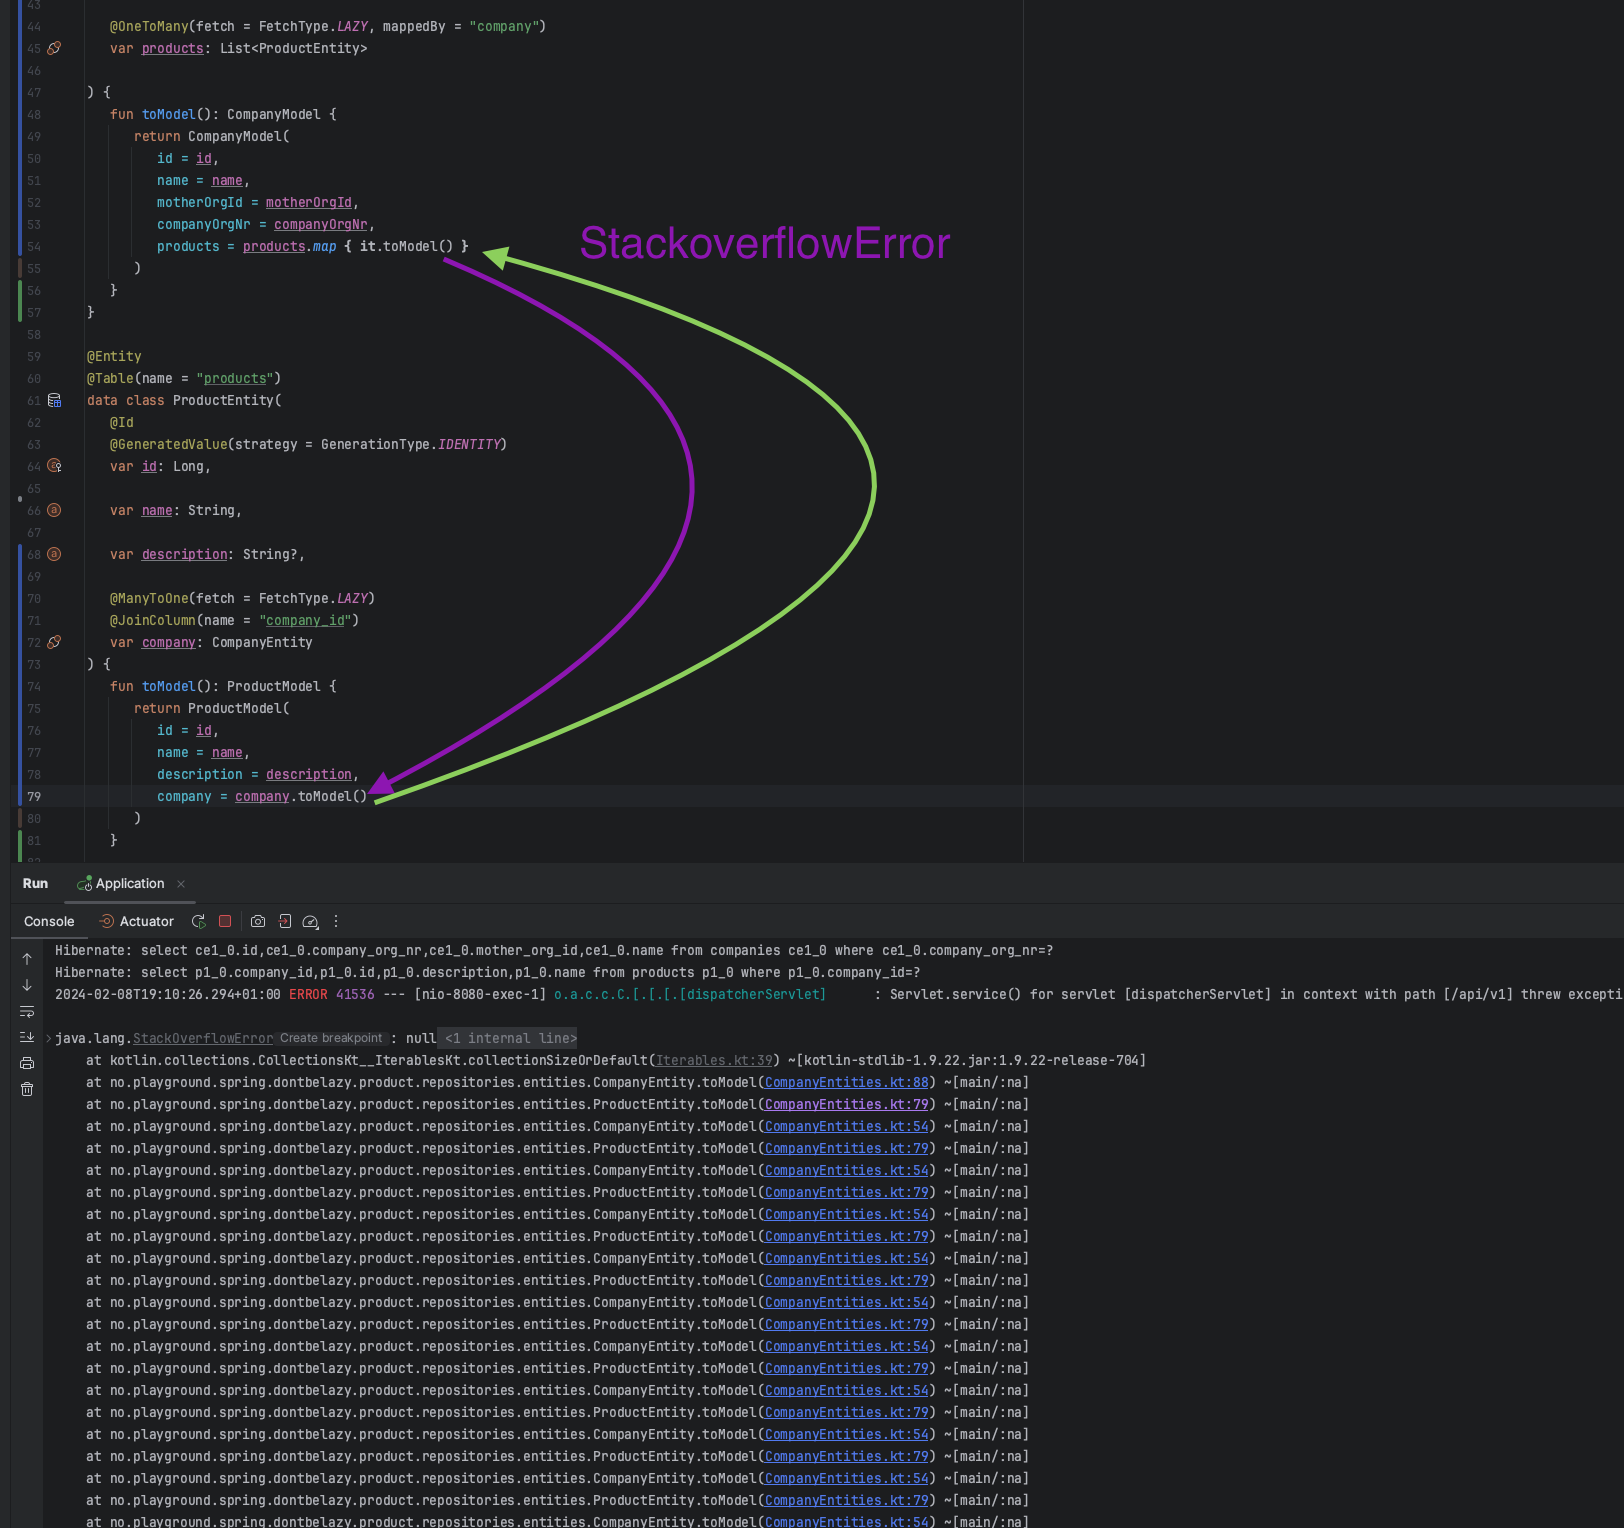 43
44 @OneToMany(fetch = FetchType.LAZY, mappedBy = "company")
45 var products: List<ProductEntity>
46
47 ) {
48 fun toModel(): CompanyModel {
49 return CompanyModel(
50 id = id,
51 name = name,
52 motherOrgId = motherOrgId,
53 companyOrgNr = companyOrgNr,
54 products = products.map { it.toModel() }
StackoverflowError
55 )
56 }
57 }
58
59 @Entity
60 @Table(name = "products")
61 data class ProductEntity(
62 @Id
63 @GeneratedValue(strategy = GenerationType.IDENTITY)
64 var id: Long,
65
66 var name: String,
67
68 var description: String?,
69
70 @ManyToOne(fetch = FetchType.LAZY)
71 @JoinColumn(name = "company_id")
72 var company: CompanyEntity
73 ) {
74 fun toModel(): ProductModel {
75 return ProductModel(
76 id = id,
77 name = name,
78 description = description,
79 company = company.toModel()
80 )
81 }
82
Run Application
Console Actuator
Hibernate: select ce1_0.id,ce1_0.company_org_nr,ce1_0.mother_org_id,ce1_0.name from companies ce1_0 where ce1_0.company_org_nr=?
Hibernate: select p1_0.company_id,p1_0.id,p1_0.description,p1_0.name from products p1_0 where p1_0.company_id=?
2024-02-08T19:10:26.294+01:00 ERROR 41536 --- [nio-8080-exec-1] o.a.c.c.C.[.[.[.[dispatcherServlet] : Servlet.service() for servlet [dispatcherServlet] in context with path [/api/v1] threw excepti
java.lang.StackOverflowError Create breakpoint : null <1 internal line>
at kotlin.collections.CollectionsKt__IterablesKt.collectionSizeOrDefault(Iterables.kt:39) ~[kotlin-stdlib-1.9.22.jar:1.9.22-release-704]
at no.playground.spring.dontbelazy.product.repositories.entities.CompanyEntity.toModel(CompanyEntities.kt:88) ~[main/:na]
at no.playground.spring.dontbelazy.product.repositories.entities.ProductEntity.toModel(CompanyEntities.kt:79) ~[main/:na]
at no.playground.spring.dontbelazy.product.repositories.entities.CompanyEntity.toModel(CompanyEntities.kt:54) ~[main/:na]
at no.playground.spring.dontbelazy.product.repositories.entities.ProductEntity.toModel(CompanyEntities.kt:79) ~[main/:na]
at no.playground.spring.dontbelazy.product.repositories.entities.CompanyEntity.toModel(CompanyEntities.kt:54) ~[main/:na]
at no.playground.spring.dontbelazy.product.repositories.entities.ProductEntity.toModel(CompanyEntities.kt:79) ~[main/:na]
at no.playground.spring.dontbelazy.product.repositories.entities.CompanyEntity.toModel(CompanyEntities.kt:54) ~[main/:na]
at no.playground.spring.dontbelazy.product.repositories.entities.ProductEntity.toModel(CompanyEntities.kt:79) ~[main/:na]
at no.playground.spring.dontbelazy.product.repositories.entities.CompanyEntity.toModel(CompanyEntities.kt:54) ~[main/:na]
at no.playground.spring.dontbelazy.product.repositories.entities.ProductEntity.toModel(CompanyEntities.kt:79) ~[main/:na]
at no.playground.spring.dontbelazy.product.repositories.entities.CompanyEntity.toModel(CompanyEntities.kt:54) ~[main/:na]
at no.playground.spring.dontbelazy.product.repositories.entities.ProductEntity.toModel(CompanyEntities.kt:79) ~[main/:na]
at no.playground.spring.dontbelazy.product.repositories.entities.CompanyEntity.toModel(CompanyEntities.kt:54) ~[main/:na]
at no.playground.spring.dontbelazy.product.repositories.entities.ProductEntity.toModel(CompanyEntities.kt:79) ~[main/:na]
at no.playground.spring.dontbelazy.product.repositories.entities.CompanyEntity.toModel(CompanyEntities.kt:54) ~[main/:na]
at no.playground.spring.dontbelazy.product.repositories.entities.ProductEntity.toModel(CompanyEntities.kt:79) ~[main/:na]
at no.playground.spring.dontbelazy.product.repositories.entities.CompanyEntity.toModel(CompanyEntities.kt:54) ~[main/:na]
at no.playground.spring.dontbelazy.product.repositories.entities.ProductEntity.toModel(CompanyEntities.kt:79) ~[main/:na]
at no.playground.spring.dontbelazy.product.repositories.entities.CompanyEntity.toModel(CompanyEntities.kt:54) ~[main/:na]
at no.playground.spring.dontbelazy.product.repositories.entities.ProductEntity.toModel(CompanyEntities.kt:79) ~[main/:na]
at no.playground.spring.dontbelazy.product.repositories.entities.CompanyEntity.toModel(CompanyEntities.kt:54) ~[main/:na]